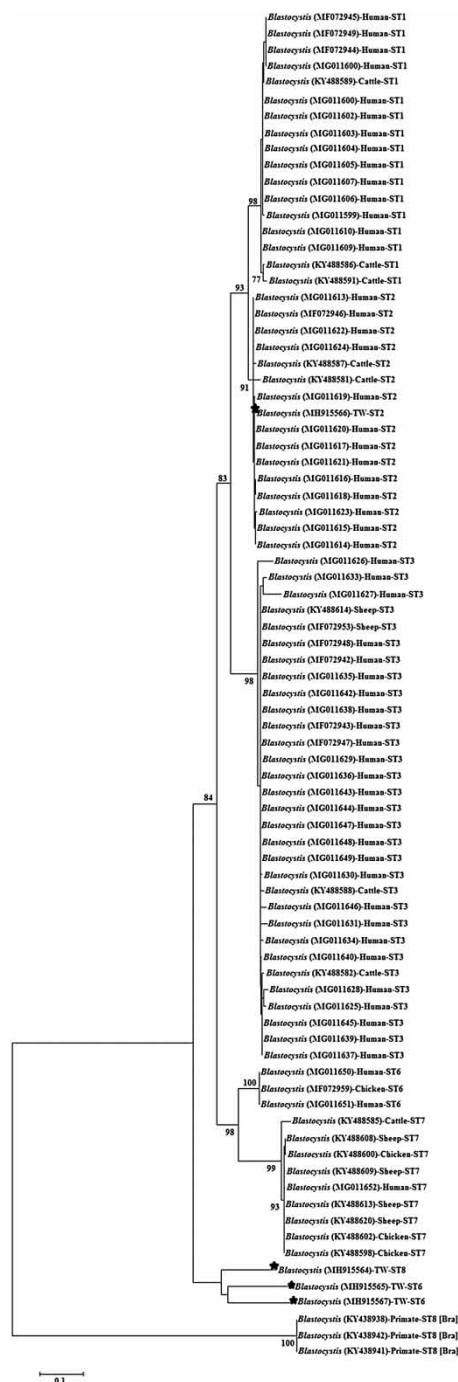 Blastocystis (MF072945)-Human-ST1
Blastocystis (MF072949)-Human-ST1
Blastocystis (MF072944)-Human-ST1
Blastocystis (MG011600)-Human-ST1
Blastocystis (KY488589)-Cattle-ST1
Blastocystis (MG011600)-Human-ST1
Blastocystis (MG011602)-Human-ST1
Blastocystis (MG011603)-Human-ST1
Blastocystis (MG011604)-Human-ST1
Blastocystis (MG011605)-Human-ST1
Blastocystis (MG011607)-Human-ST1
Blastocystis (MG011606)-Human-ST1
98
Blastocystis (MG011599)-Human-ST1
Blastocystis (MG011610)-Human-ST1
Blastocystis (MG011609)-Human-ST1
Blastocystis (KY488586)-Cattle-ST1
77
Blastocystis (KY488591)-Cattle-ST1
93
Blastocystis (MG011613)-Human-ST2
Blastocystis (MF072946)-Human-ST2
Blastocystis (MG011622)-Human-ST2
Blastocystis (MG011624)-Human-ST2
Blastocystis (KY488587)-Cattle-ST2
Blastocystis (KY488581)-Cattle-ST2
91
Blastocystis (MG011619)-Human-ST2
Blastocystis (MH915566)-TW-ST2
Blastocystis (MG011620)-Human-ST2
Blastocystis (MG011617)-Human-ST2
Blastocystis (MG011621)-Human-ST2
83
Blastocystis (MG011616)-Human-ST2
Blastocystis (MG011618)-Human-ST2
Blastocystis (MG011623)-Human-ST2
Blastocystis (MG011615)-Human-ST2
Blastocystis (MG011614)-Human-ST2
Blastocystis (MG011626)-Human-ST3
Blastocystis (MG011633)-Human-ST3
Blastocystis (MG011627)-Human-ST3
Blastocystis (KY488614)-Sheep-ST3
Blastocystis (MF072953)-Sheep-ST3
Blastocystis (MF072948)-Human-ST3
Blastocystis (MF072942)-Human-ST3
98
Blastocystis (MG011635)-Human-ST3
Blastocystis (MG011642)-Human-ST3
Blastocystis (MG011638)-Human-ST3
Blastocystis (MF072943)-Human-ST3
Blastocystis (MF072947)-Human-ST3
Blastocystis (MG011629)-Human-ST3
Blastocystis (MG011636)-Human-ST3
Blastocystis (MG011643)-Human-ST3
84
Blastocystis (MG011644)-Human-ST3
Blastocystis (MG011647)-Human-ST3
Blastocystis (MG011648)-Human-ST3
Blastocystis (MG011649)-Human-ST3
Blastocystis (MG011630)-Human-ST3
Blastocystis (KY488588)-Cattle-ST3
Blastocystis (MG011646)-Human-ST3
Blastocystis (MG011631)-Human-ST3
Blastocystis (MG011634)-Human-ST3
Blastocystis (MG011640)-Human-ST3
Blastocystis (KY488582)-Cattle-ST3
Blastocystis (MG011628)-Human-ST3
Blastocystis (MG011625)-Human-ST3
Blastocystis (MG011645)-Human-ST3
Blastocystis (MG011639)-Human-ST3
Blastocystis (MG011637)-Human-ST3
Blastocystis (MG011650)-Human-ST6
100
Blastocystis (MF072959)-Chicken-ST6
Blastocystis (MG011651)-Human-ST6
98
Blastocystis (KY488585)-Cattle-ST7
Blastocystis (KY488608)-Sheep-ST7
Blastocystis (KY488600)-Chicken-ST7
99
Blastocystis (KY488609)-Sheep-ST7
Blastocystis (MG011652)-Human-ST7
93
Blastocystis (KY488613)-Sheep-ST7
Blastocystis (KY488620)-Sheep-ST7
Blastocystis (KY488602)-Chicken-ST7
Blastocystis (KY488598)-Chicken-ST7
Blastocystis (MH915564)-TW-ST8
Blastocystis (MH915565)-TW-ST6
Blastocystis (MH915567)-TW-ST6
Blastocystis (KY438938)-Primate-ST8 [Bra]
Blastocystis (KY438942)-Primate-ST8 [Bra]
100
Blastocystis (KY438941)-Primate-ST8 [Bra]
0.1